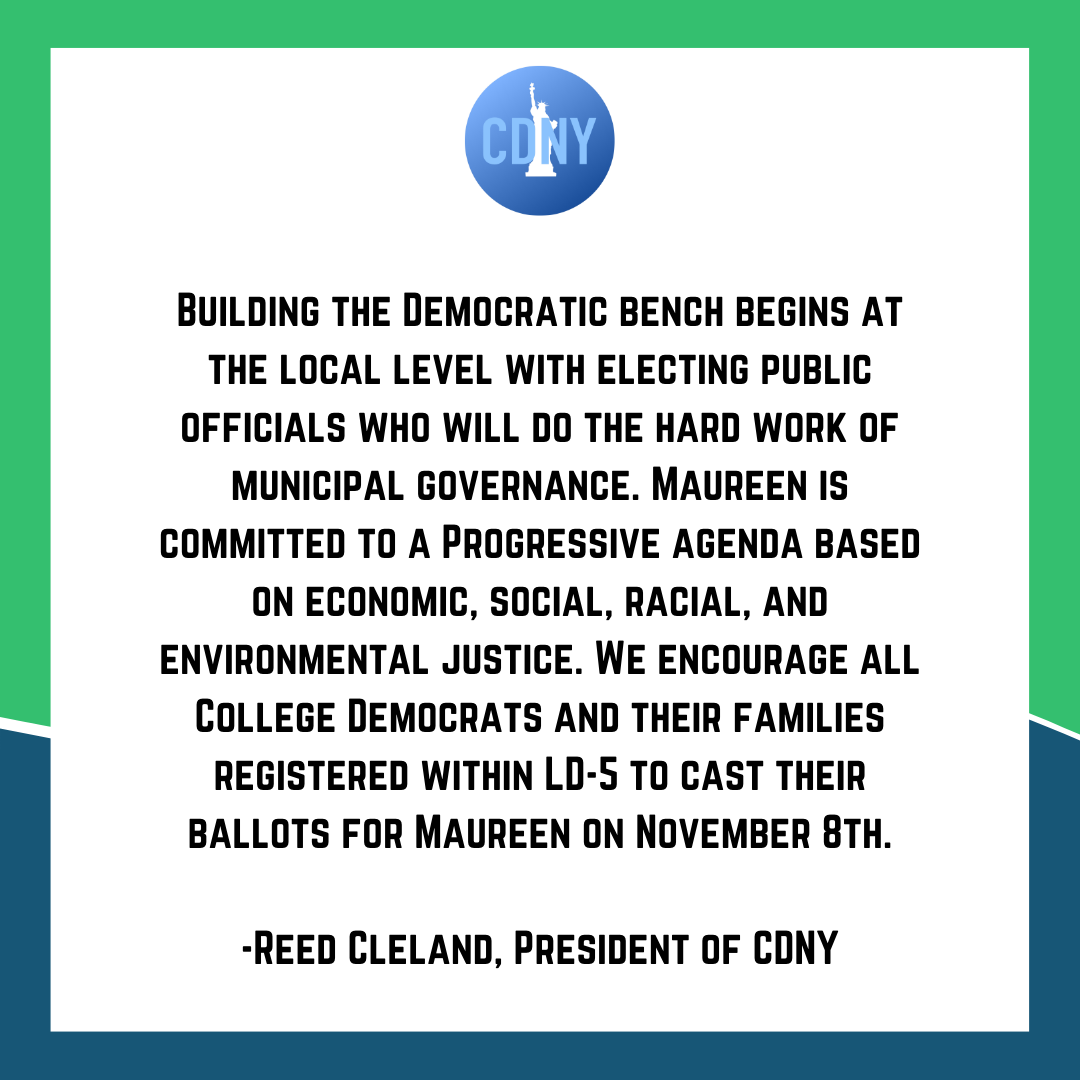 CDNY
Building the Democratic bench begins at
the local level with electing public
officials who will do the hard work of
municipal governance. Maureen is
committed to a Progressive agenda based
on economic, social, racial, and
environmental justice. We encourage all
College Democrats and their families
registered within LD-5 to cast their
ballots for Maureen on November 8th.
-Reed Cleland, President of CDNY